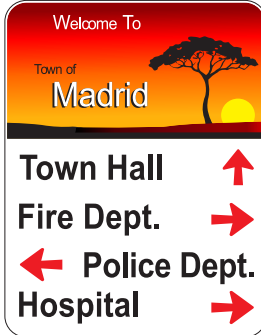 Welcome To
Town of
Madrid
Town Hall
Fire Dept.
Police Dept.
Hospital